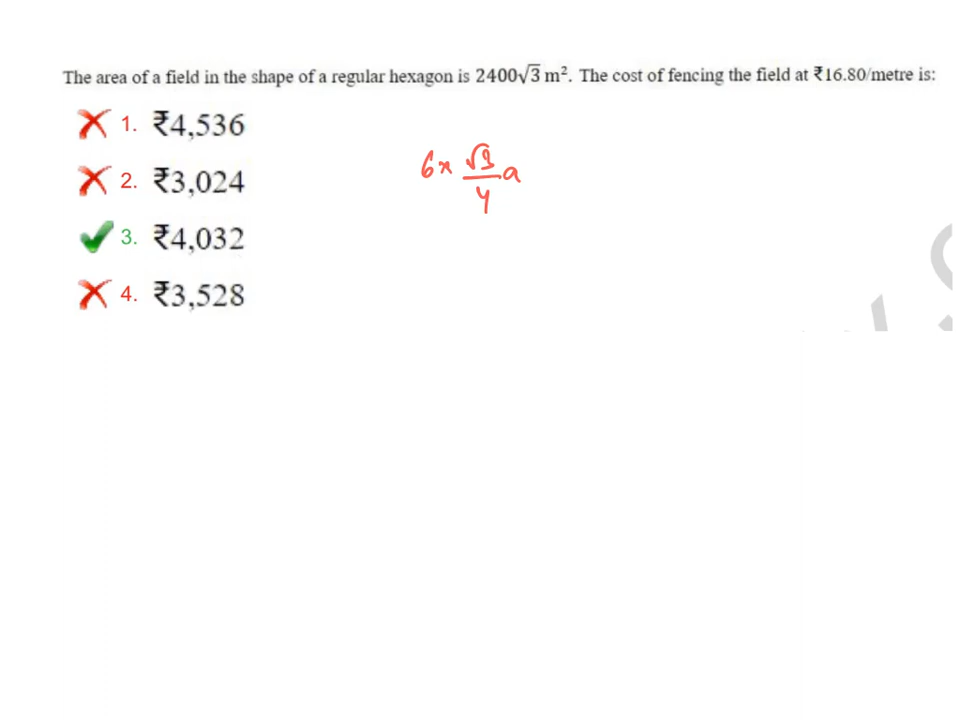 The area of a field in the shape of a regular hexagon is 2400√3 m². The cost of fencing the field at ₹16.80/metre is:
1. ₹4,536
2. ₹3,024
3. ₹4,032
4. ₹3,528
6× √3/4 a